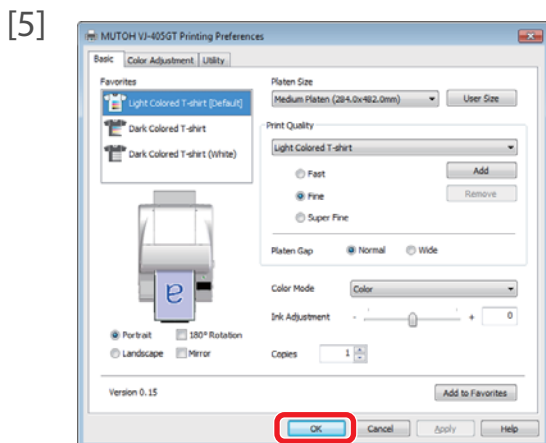 [5]
MUTOH VJ-405GT Printing Preferences
Basic Color Adjustment Utility
Favorites
Light Colored T-shirt [Default]
Dark Colored T-shirt
Dark Colored T-shirt (White)
a
Portrait 180° Rotation
Landscape Mirror
Platen Size
Medium Platen (284.0x482.0mm) User Size
Print Quality
Light Colored T-shirt
Fast Add
Fine Remove
Super Fine
Platen Gap Normal Wide
Color Mode Color
Ink Adjustment - + 0
Copies 1
Version 0.15 Add to Favorites
OK Cancel Apply Help